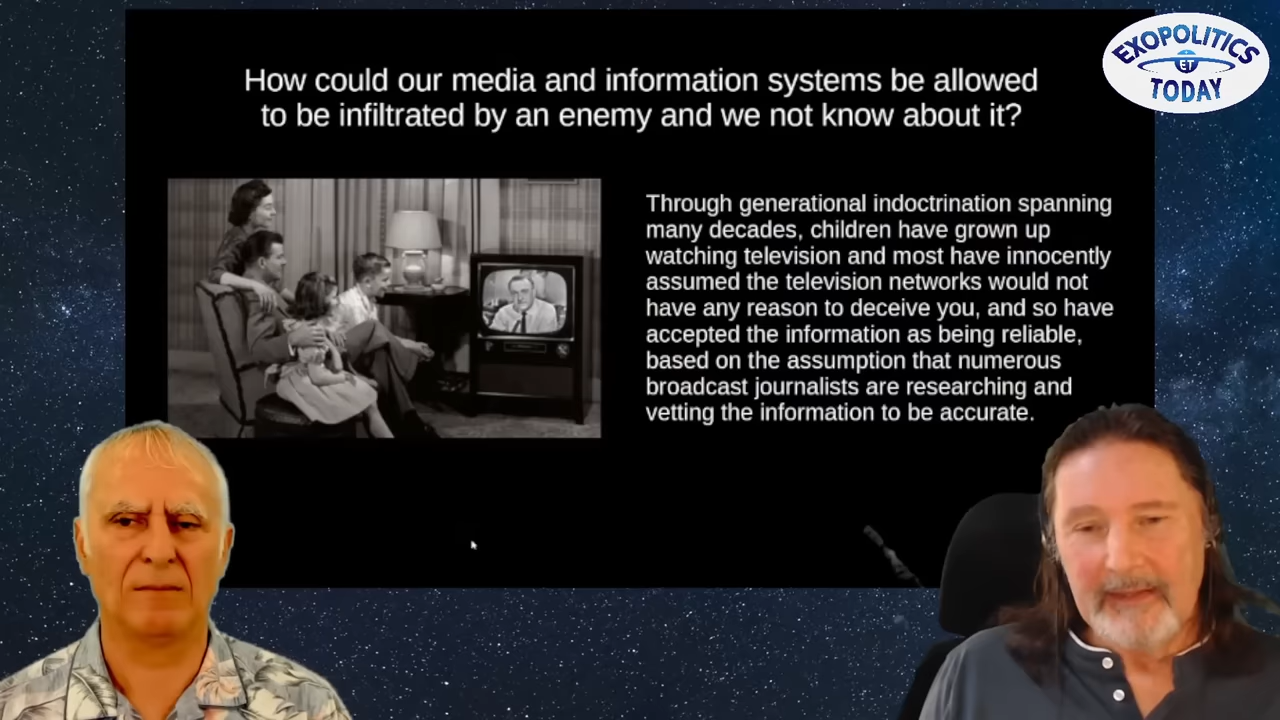 How could our media and information systems be allowed
to be infiltrated by an enemy and we not know about it?
EXOPOLITICS
ET
TODAY
Through generational indoctrination spanning
many decades, children have grown up
watching television and most have innocently
assumed the television networks would not
have any reason to deceive you, and so have
accepted the information as being reliable,
based on the assumption that numerous
broadcast journalists are researching and
vetting the information to be accurate.